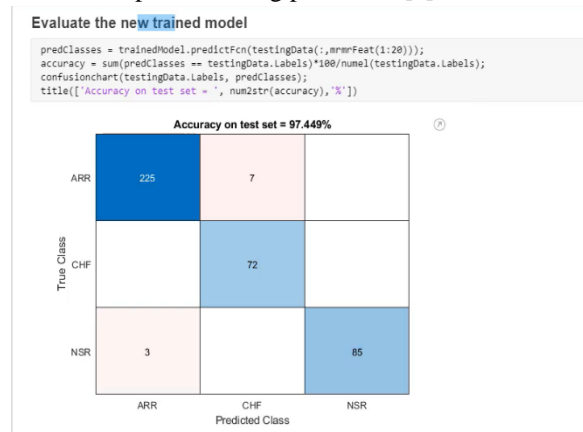 Evaluate the new trained model
predClasses = trainedModel.predictFcn(testingData(:,mrmrFeat(1:20)));
accuracy = sum(predClasses == testingData.Labels)*100/numel(testingData.Labels);
confusionchart(testingData.Labels, predClasses);
title(['Accuracy on test set = ', num2str(accuracy),'%'])
Accuracy on test set = 97.449%
True Class
ARR 225 7
CHF 72
NSR 3 85
ARR CHF NSR
Predicted Class